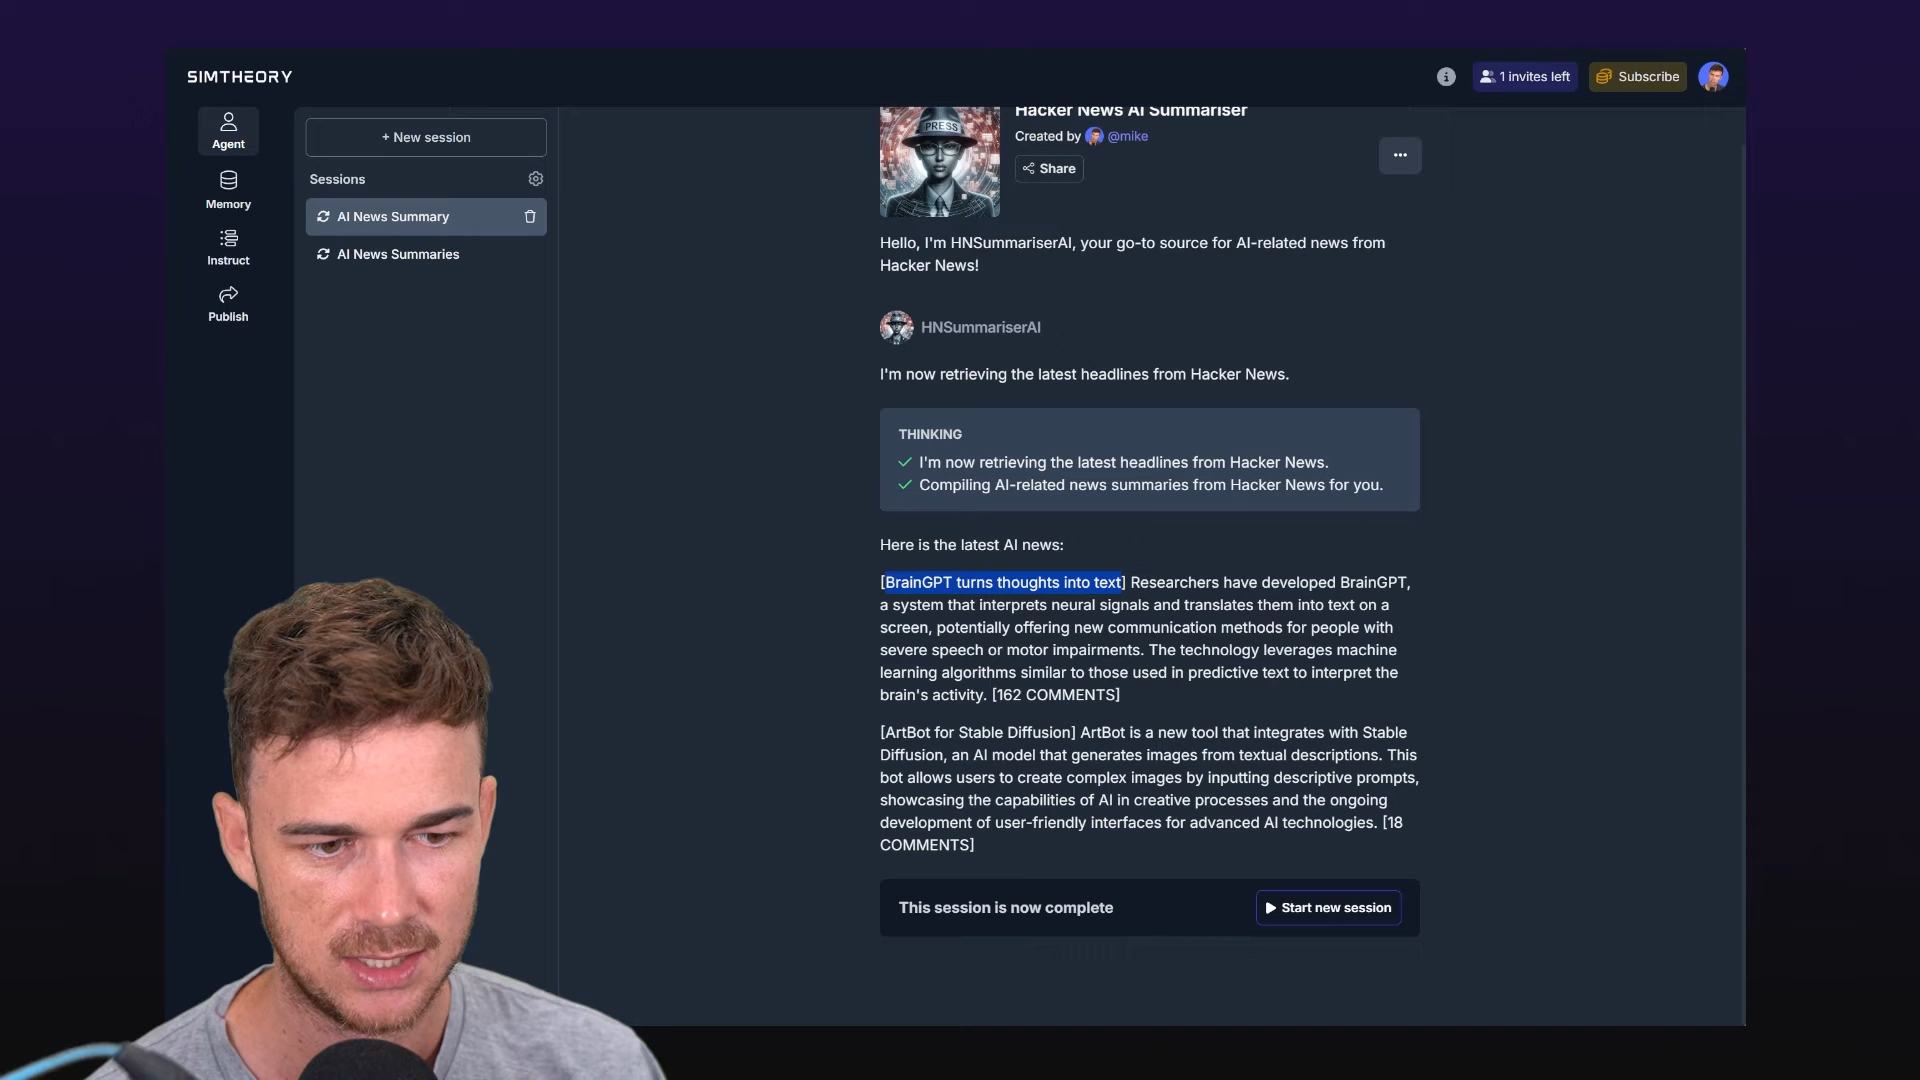 SIMTHEORY
1 invites left
Subscribe
Agent
Memory
Instruct
Publish
+ New session
Sessions
AI News Summary
AI News Summaries
PRESS
Hacker News AI Summariser
Created by @mike
Share
Hello, I'm HNSummariserAI, your go-to source for AI-related news from
Hacker News!
HNSummariserAI
I'm now retrieving the latest headlines from Hacker News.
THINKING
I'm now retrieving the latest headlines from Hacker News.
Compiling AI-related news summaries from Hacker News for you.
Here is the latest AI news:
[BrainGPT turns thoughts into text] Researchers have developed BrainGPT,
a system that interprets neural signals and translates them into text on a
screen, potentially offering new communication methods for people with
severe speech or motor impairments. The technology leverages machine
learning algorithms similar to those used in predictive text to interpret the
brain's activity. [162 COMMENTS]
[ArtBot for Stable Diffusion] ArtBot is a new tool that integrates with Stable
Diffusion, an AI model that generates images from textual descriptions. This
bot allows users to create complex images by inputting descriptive prompts,
showcasing the capabilities of AI in creative processes and the ongoing
development of user-friendly interfaces for advanced AI technologies. [18
COMMENTS]
This session is now complete
Start new session